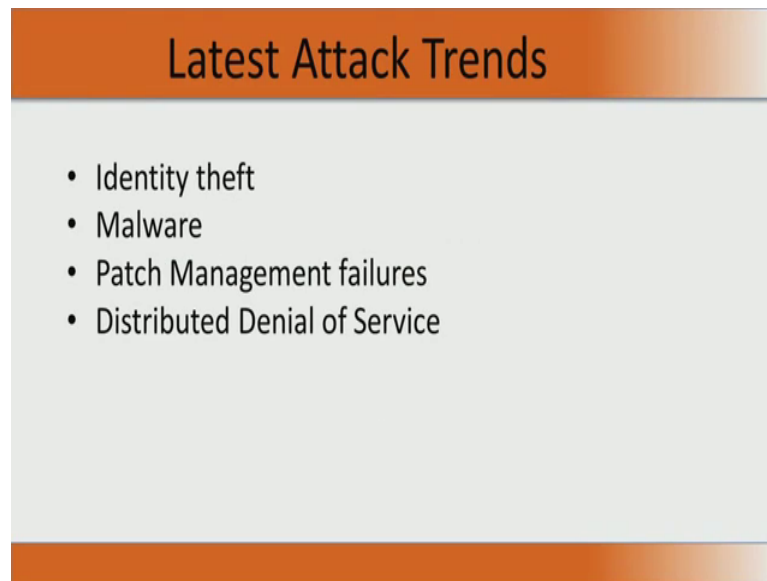 Latest Attack Trends
• Identity theft
• Malware
• Patch Management failures
• Distributed Denial of Service